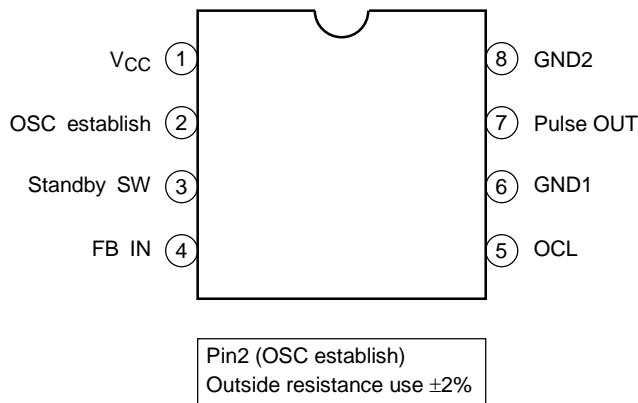 VCC 1 8 GND2
OSC establish 2 7 Pulse OUT
Standby SW 3 6 GND1
FB IN 4 5 OCL
Pin2 (OSC establish)
Outside resistance use ±2%